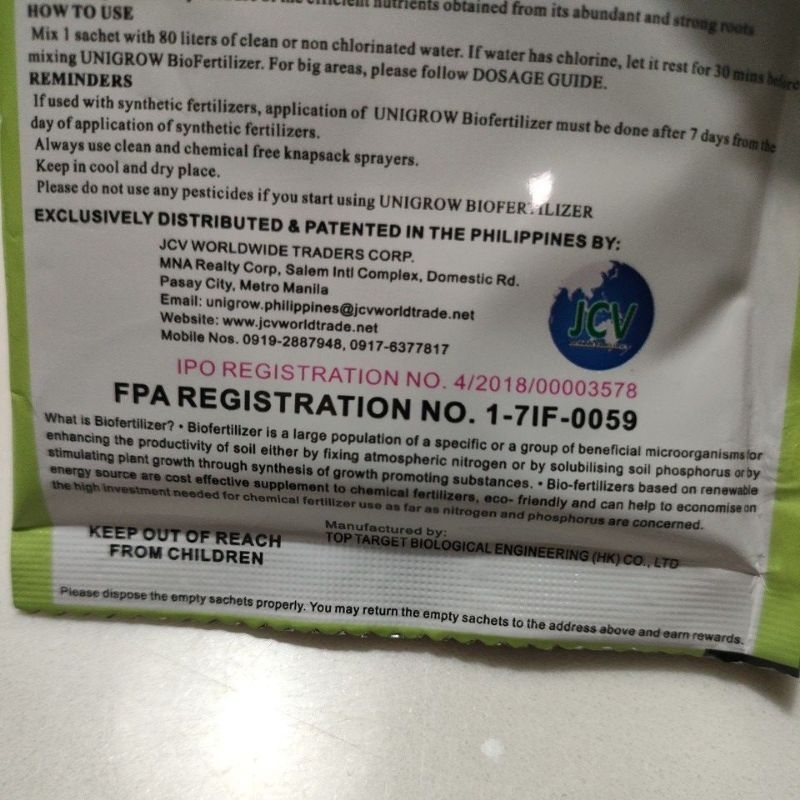 efficient nutrients obtained from its abundant and strong roots
HOW TO USE
Mix 1 sachet with 80 liters of clean or non chlorinated water. If water has chlorine, let it rest for 30 mins before
mixing UNIGROW BioFertilizer. For big areas, please follow DOSAGE GUIDE.
REMINDERS
If used with synthetic fertilizers, application of UNIGROW Biofertilizer must be done after 7 days from the
day of application of synthetic fertilizers.
Always use clean and chemical free knapsack sprayers.
Keep in cool and dry place.
Please do not use any pesticides if you start using UNIGROW BIOFERTILIZER
EXCLUSIVELY DISTRIBUTED & PATENTED IN THE PHILIPPINES BY:
JCV WORLDWIDE TRADERS CORP.
MNA Realty Corp, Salem Intl Complex, Domestic Rd.
Pasay City, Metro Manila
Email: unigrow.philippines@jcvworldtrade.net
Website: www.jcvworldtrade.net
Mobile Nos. 0919-2887948, 0917-6377817
JCV
IPO REGISTRATION NO. 4/2018/00003578
FPA REGISTRATION NO. 1-7IF-0059
What is Biofertilizer? • Biofertilizer is a large population of a specific or a group of beneficial microorganisms for
enhancing the productivity of soil either by fixing atmospheric nitrogen or by solubilising soil phosphorus or by
stimulating plant growth through synthesis of growth promoting substances. • Bio-fertilizers based on renewable
energy source are cost effective supplement to chemical fertilizers, eco- friendly and can help to economise on
the high investment needed for chemical fertilizer use as far as nitrogen and phosphorus are concerned.
KEEP OUT OF REACH
FROM CHILDREN
Manufactured by:
TOP TARGET BIOLOGICAL ENGINEERING (HK) CO., LTD
Please dispose the empty sachets properly. You may return the empty sachets to the address above and earn rewards.